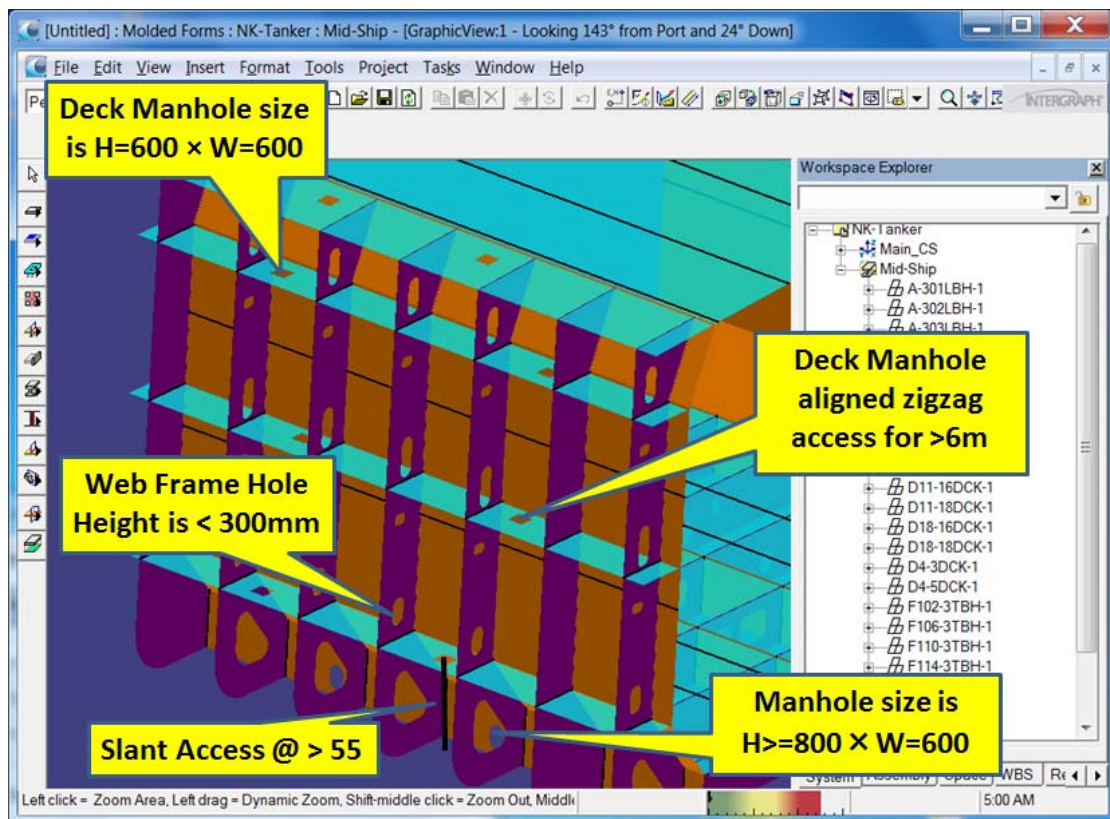 [Untitled] : Molded Forms : NK-Tanker : Mid-Ship - [GraphicView:1 - Looking 143° from Port and 24° Down]
File Edit View Insert Format Tools Project Tasks Window Help
INTERGRAPH
Deck Manhole size
is H=600 × W=600
Workspace Explorer
NK-Tanker
Main_CS
Mid-Ship
A-301LBH-1
A-302LBH-1
A-303LBH-1
Deck Manhole
aligned zigzag
access for >6m
Web Frame Hole
Height is < 300mm
D11-16DCK-1
D11-18DCK-1
D18-16DCK-1
D18-18DCK-1
D4-3DCK-1
D4-5DCK-1
F102-3TBH-1
F106-3TBH-1
F110-3TBH-1
F114-3TBH-1
Manhole size is
H>=800 × W=600
Slant Access @ > 55
System Assembly Space WBS
Left click = Zoom Area, Left drag = Dynamic Zoom, Shift-middle click = Zoom Out, Middl
5:00 AM